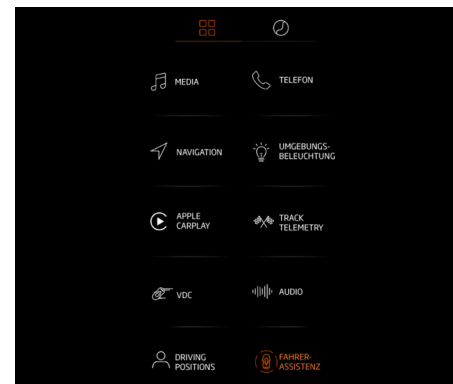 MEDIA
TELEFON
NAVIGATION
UMGEBUNGS-
BELEUCHTUNG
APPLE
CARPLAY
TRACK
TELEMETRY
VDC
AUDIO
DRIVING
POSITIONS
FAHRER-
ASSISTENZ